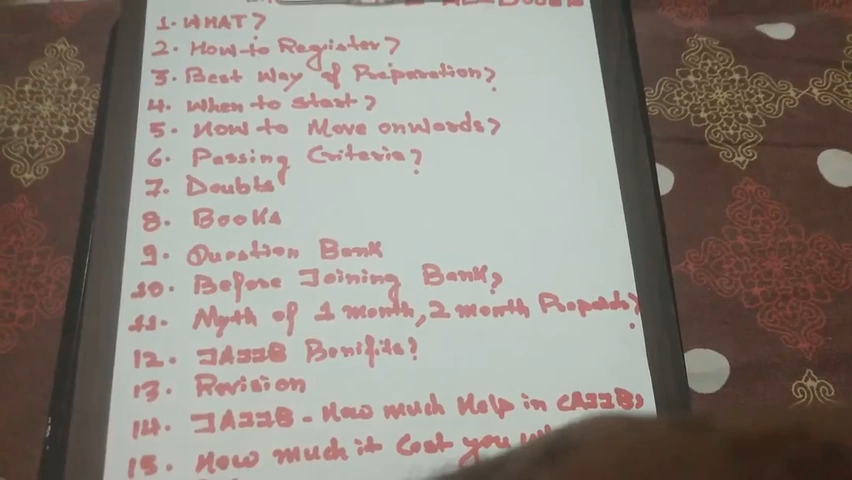 1. WHAT?
2. How to Register?
3. Best Way of Preparation?
4. When to start?
5. How to Move onwords?
6. Passing Criteria?
7. Doubts
8. Books
9. Question Bank
10. Before Joining Bank?
11. Myth of 1 month, 2 month
12. JAIIB Benifits?
13. Revision
14. JAIIB - How much Help in CAIIB?
15. How much it Cost you